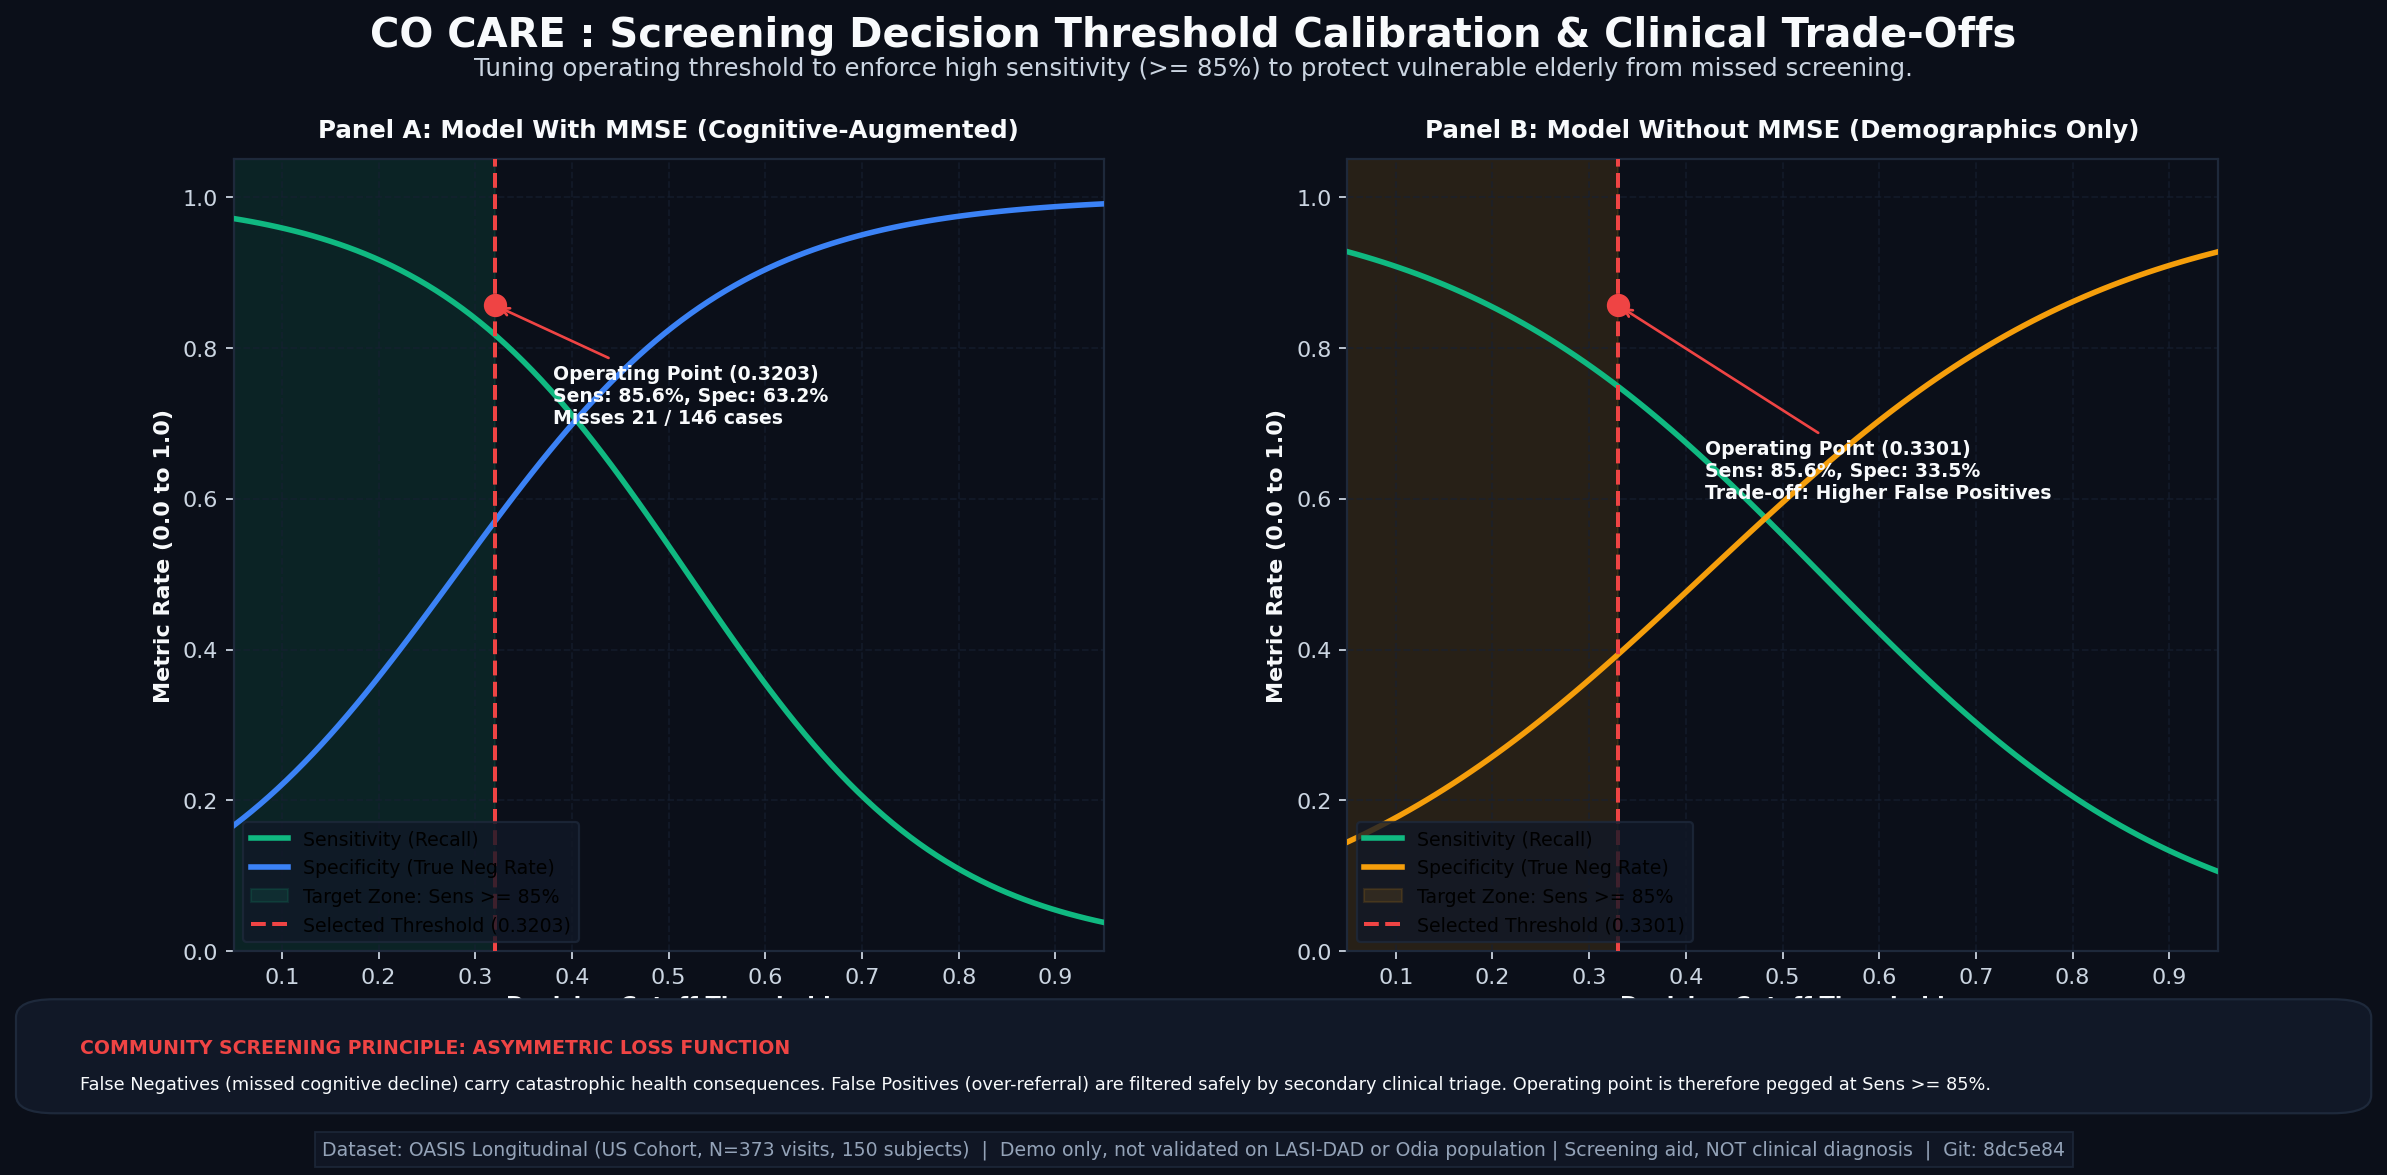 CO CARE : Screening Decision Threshold Calibration & Clinical Trade-Offs
Tuning operating threshold to enforce high sensitivity (>= 85%) to protect vulnerable elderly from missed screening.
Panel A: Model With MMSE (Cognitive-Augmented)
Metric Rate (0.0 to 1.0)
1.0
0.8
0.6
0.4
0.2
0.0
Operating Point (0.3203)
Sens: 85.6%, Spec: 63.2%
Misses 21 / 146 cases
Sensitivity (Recall)
Specificity (True Neg Rate)
Target Zone: Sens >= 85%
Selected Threshold (0.3203)
0.1 0.2 0.3 0.4 0.5 0.6 0.7 0.8 0.9
Panel B: Model Without MMSE (Demographics Only)
Metric Rate (0.0 to 1.0)
1.0
0.8
0.6
0.4
0.2
0.0
Operating Point (0.3301)
Sens: 85.6%, Spec: 33.5%
Trade-off: Higher False Positives
Sensitivity (Recall)
Specificity (True Neg Rate)
Target Zone: Sens >= 85%
Selected Threshold (0.3301)
0.1 0.2 0.3 0.4 0.5 0.6 0.7 0.8 0.9
COMMUNITY SCREENING PRINCIPLE: ASYMMETRIC LOSS FUNCTION
False Negatives (missed cognitive decline) carry catastrophic health consequences. False Positives (over-referral) are filtered safely by secondary clinical triage. Operating point is therefore pegged at Sens >= 85%.
Dataset: OASIS Longitudinal (US Cohort, N=373 visits, 150 subjects) | Demo only, not validated on LASI-DAD or Odia population | Screening aid, NOT clinical diagnosis | Git: 8dc5e84